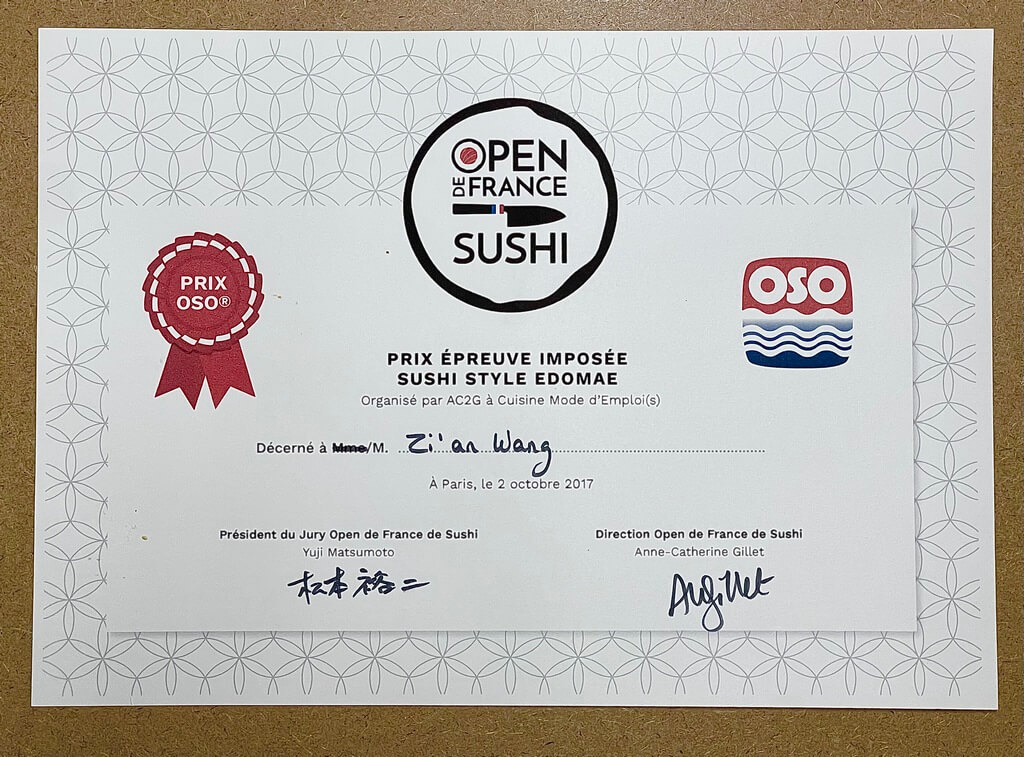 OPEN
DE FRANCE
SUSHI
PRIX
OSO®
OSO
PRIX ÉPREUVE IMPOSÉE
SUSHI STYLE EDOMAE
Organisé par AC2G à Cuisine Mode d'Emploi(s)
Décerné à Mme/M. Zi'an Wang
À Paris, le 2 octobre 2017
Président du Jury Open de France de Sushi
Yuji Matsumoto
松本裕二
Direction Open de France de Sushi
Anne-Catherine Gillet
AGillet